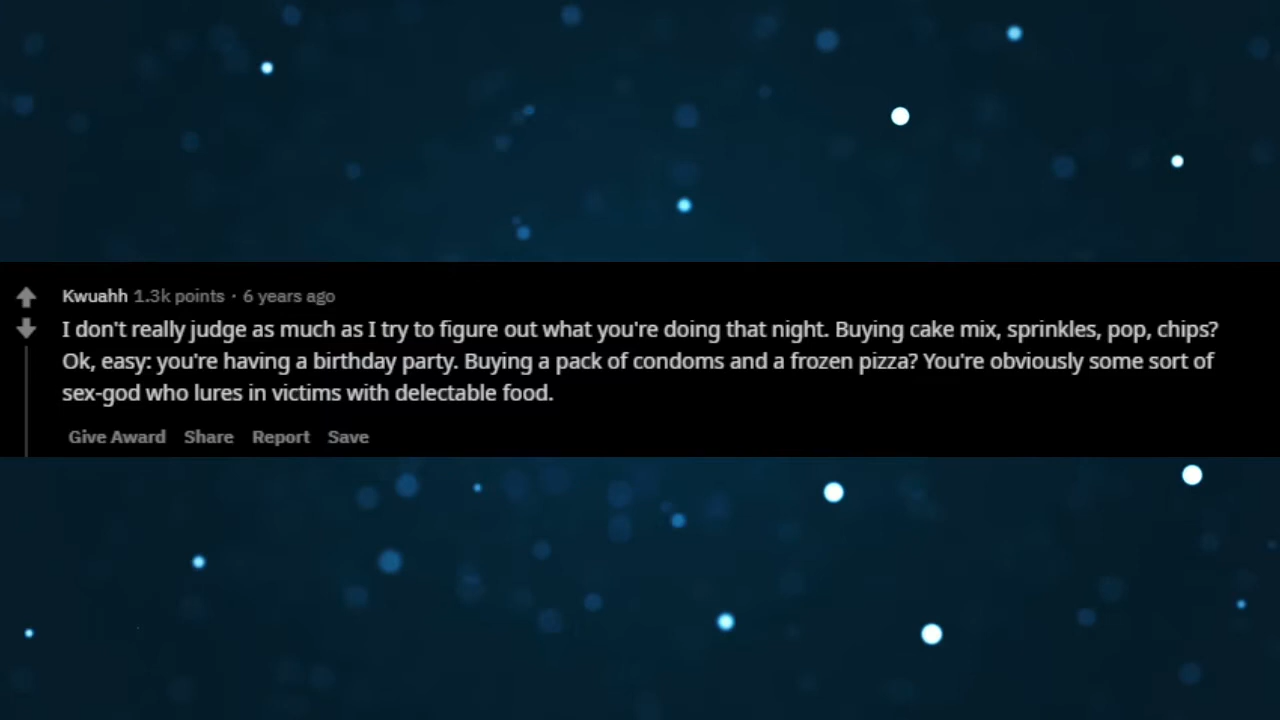 Kwuahh 1.3k points · 6 years ago
I don't really judge as much as I try to figure out what you're doing that night. Buying cake mix, sprinkles, pop, chips?
Ok, easy: you're having a birthday party. Buying a pack of condoms and a frozen pizza? You're obviously some sort of
sex-god who lures in victims with delectable food.
Give Award Share Report Save